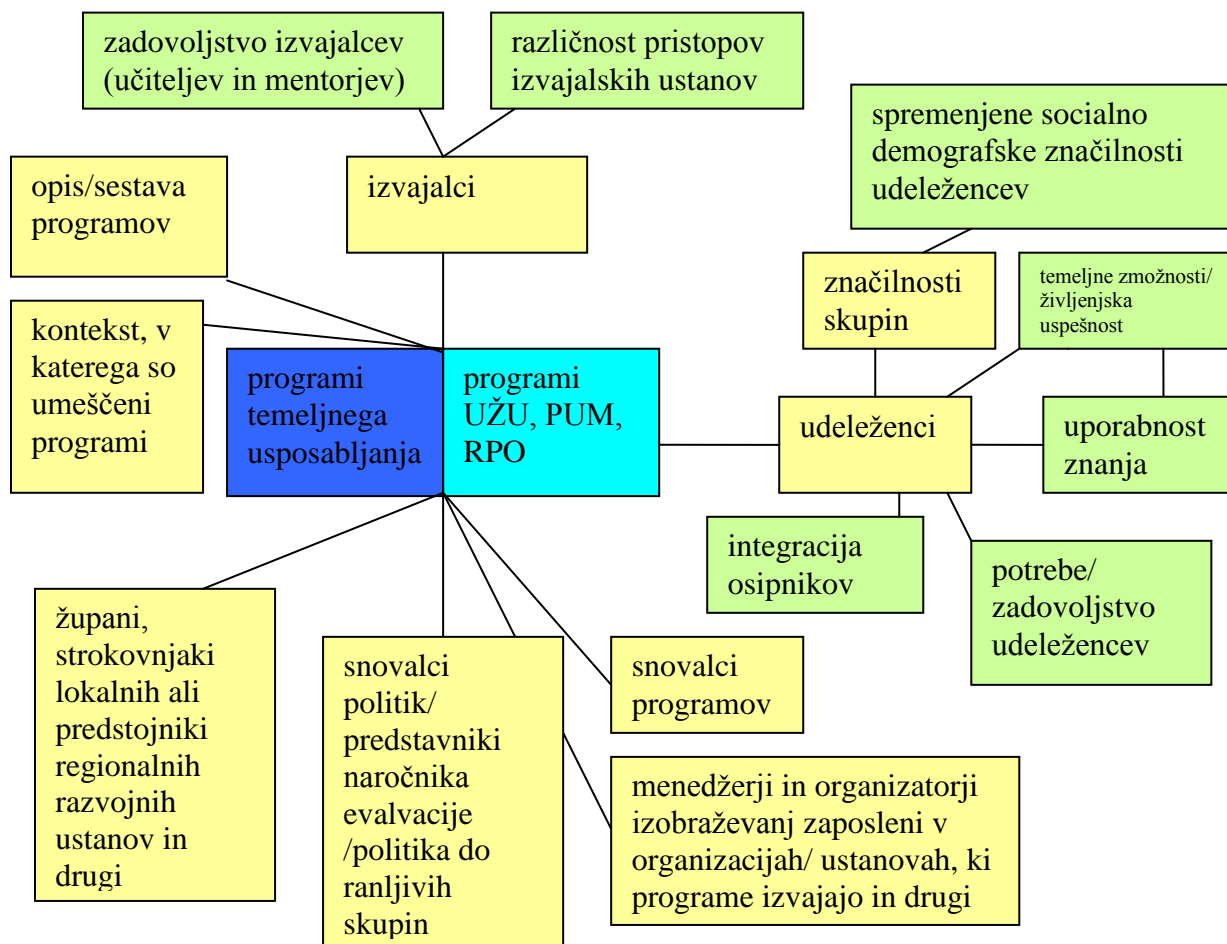 zadovoljstvo izvajalcev
(učiteljev in mentorjev)
različnost pristopov
izvajalskih ustanov
spremenjene socialno
demografske značilnosti
udeležencev
opis/sestava
programov
izvajalci
značilnosti
skupin
temeljne zmožnosti/
življenjska
uspešnost
kontekst, v
katerega so
umeščeni
programi
programi
temeljnega
usposabljanja
programi
UŽU, PUM,
RPO
udeleženci
uporabnost
znanja
integracija
osipnikov
potrebe/
zadovoljstvo
udeležencev
župani,
strokovnjaki
lokalnih ali
predstojniki
regionalnih
razvojnih
ustanov in
drugi
snovalci
politik/
predstavniki
naročnika
evalvacije
/politika do
ranljivih
skupin
snovalci
programov
menedžerji in organizatorji
izobraževanj zaposleni v
organizacijah/ ustanovah, ki
programe izvajajo in drugi